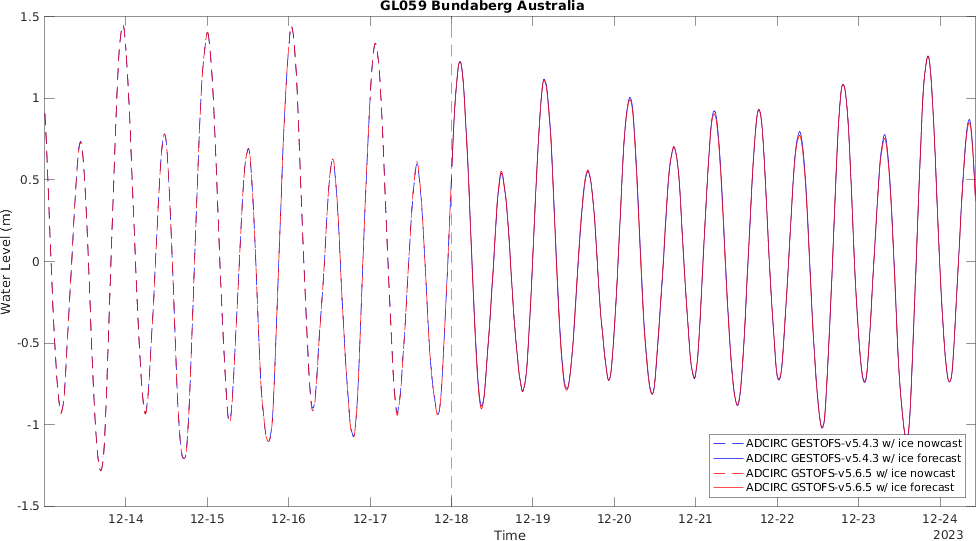 GL059 Bundaberg Australia
1.5
1
0.5
0
-0.5
-1
-1.5
Water Level (m)
ADCIRC GESTOFS-v5.4.3 w/ ice nowcast
ADCIRC GESTOFS-v5.4.3 w/ ice forecast
ADCIRC GSTOFS-v5.6.5 w/ ice nowcast
ADCIRC GSTOFS-v5.6.5 w/ ice forecast
12-14 12-15 12-16 12-17 12-18 12-19 12-20 12-21 12-22 12-23 12-24
Time
2023